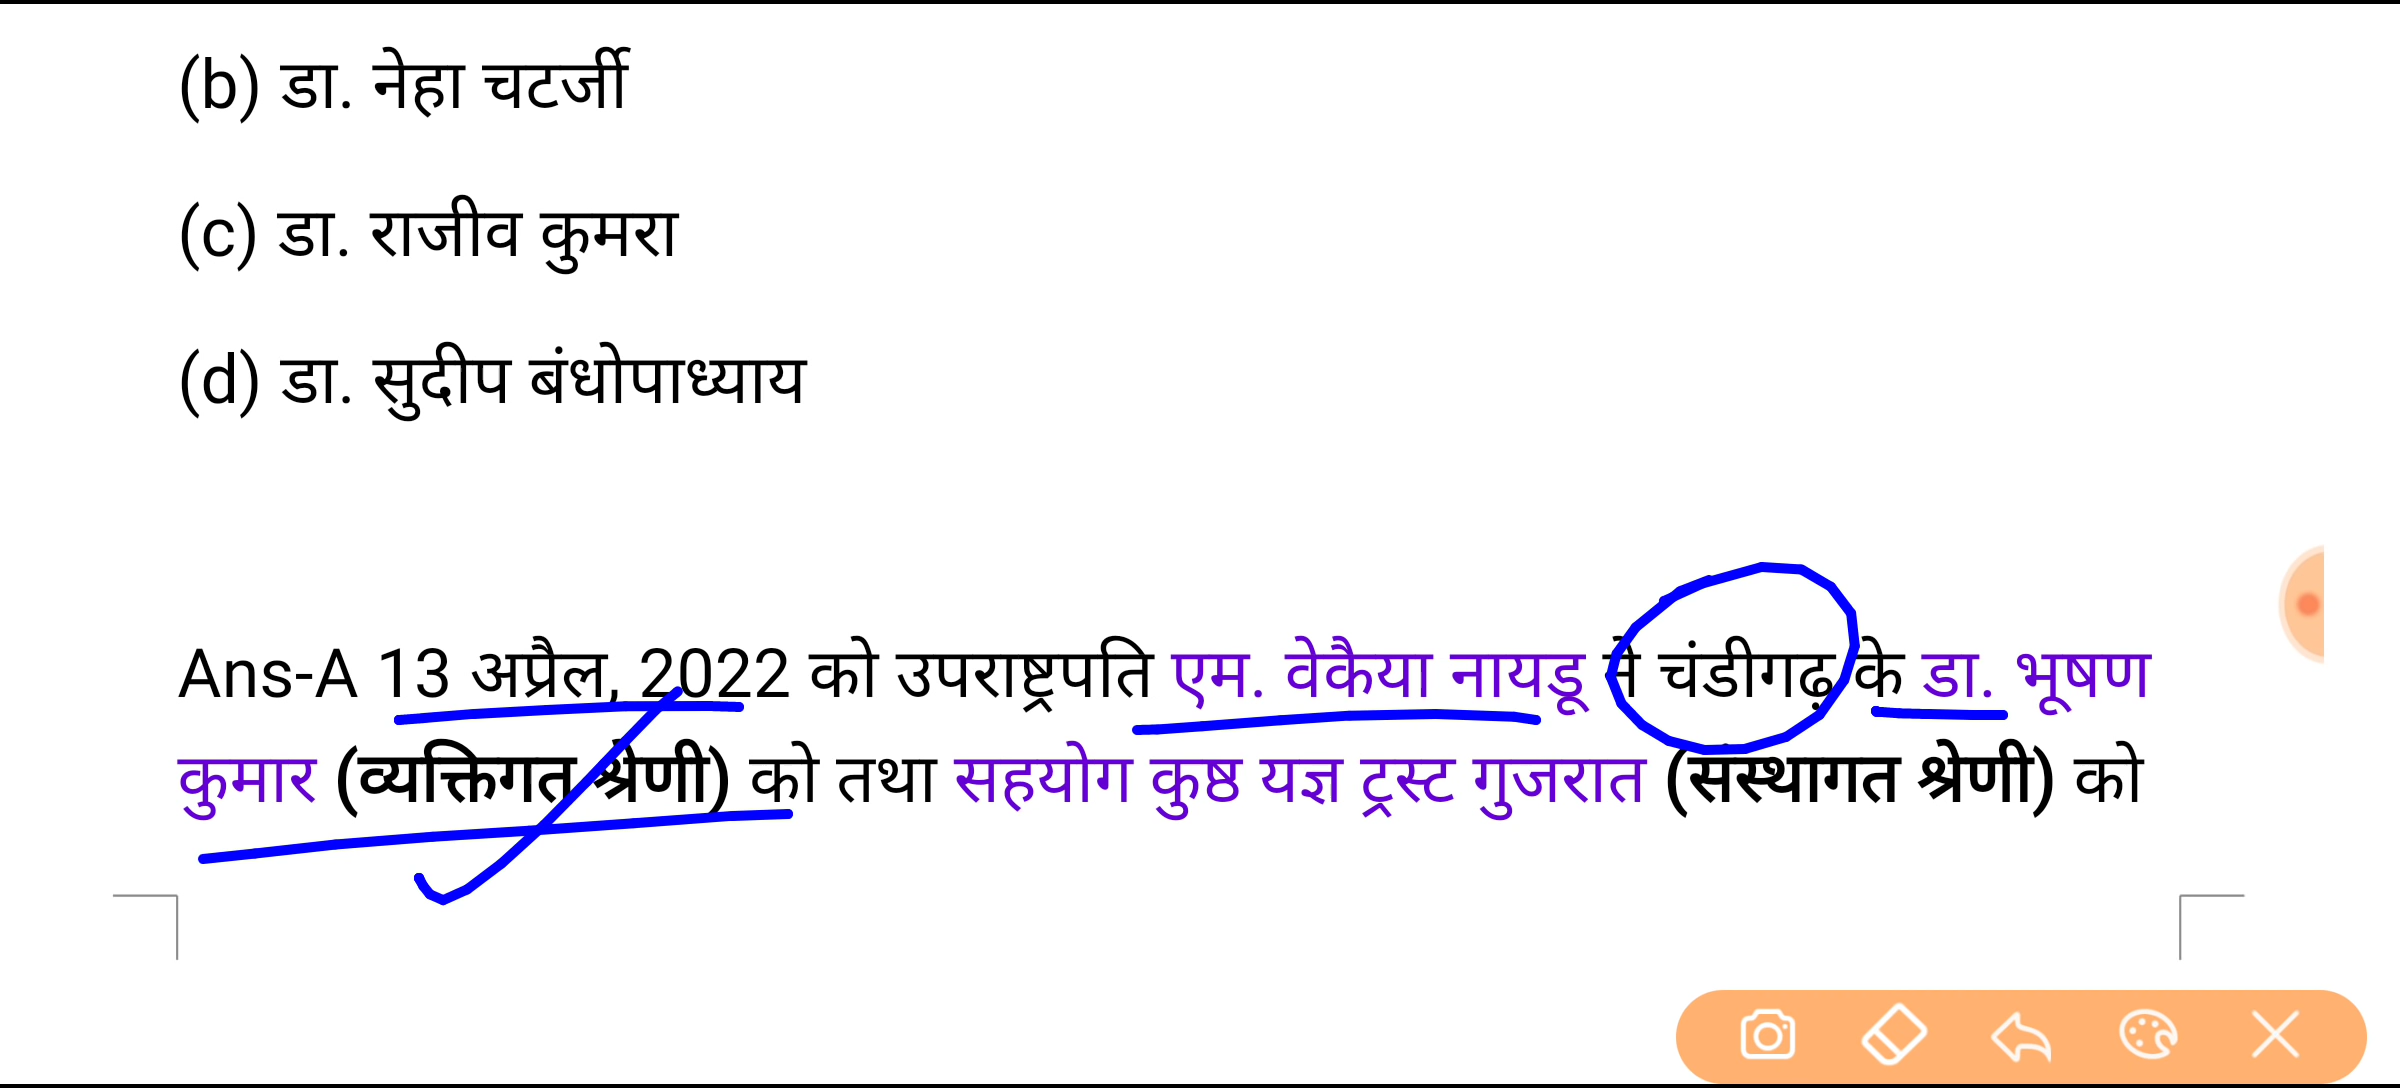 (b) डा. नेहा चटर्जी
(c) डा. राजीव कुमरा
(d) डा. सुदीप बंधोपाध्याय
Ans-A 13 अप्रैल, 2022 को उपराष्ट्रपति एम. वेकैया नायडू ने चंडीगढ़ के डा. भूषण
कुमार (व्यक्तिगत श्रेणी) को तथा सहयोग कुष्ठ यज्ञ ट्रस्ट गुजरात (संस्थागत श्रेणी) को